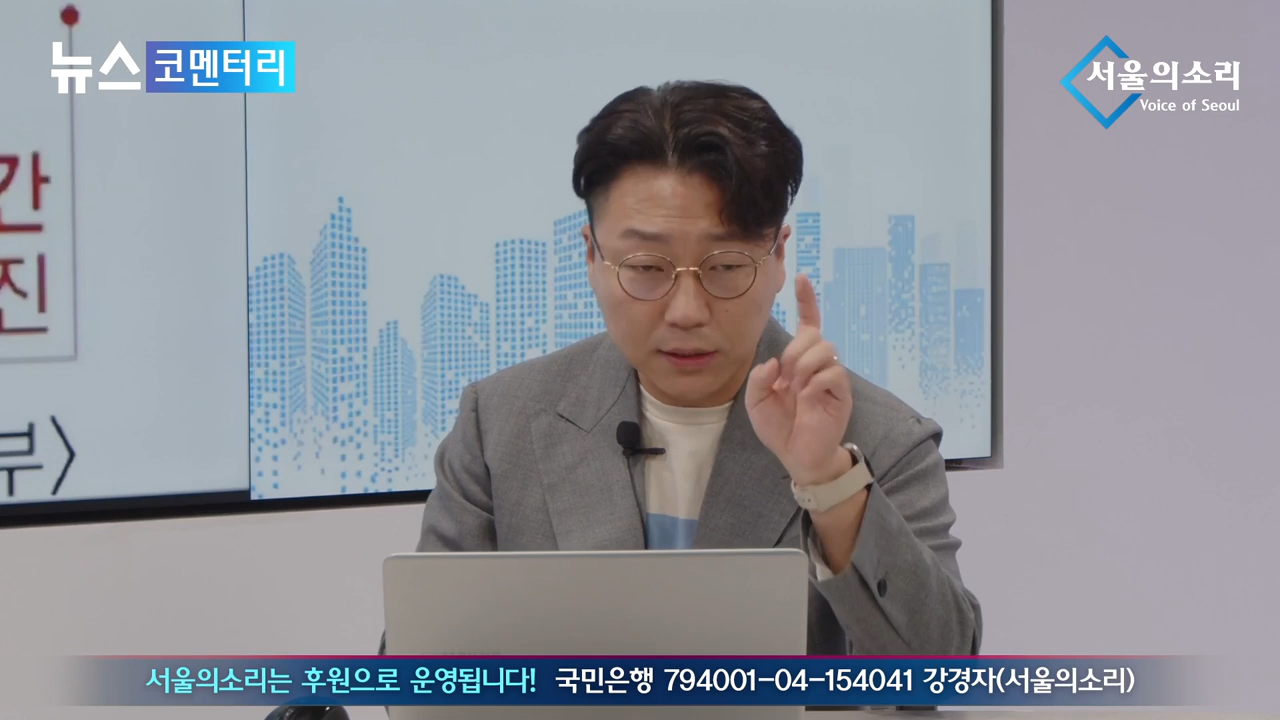 뉴스 코멘터리
서울의소리
Voice of Seoul
간
진
부〉
서울의소리는 후원으로 운영됩니다! 국민은행 794001-04-154041 강경자(서울의소리)